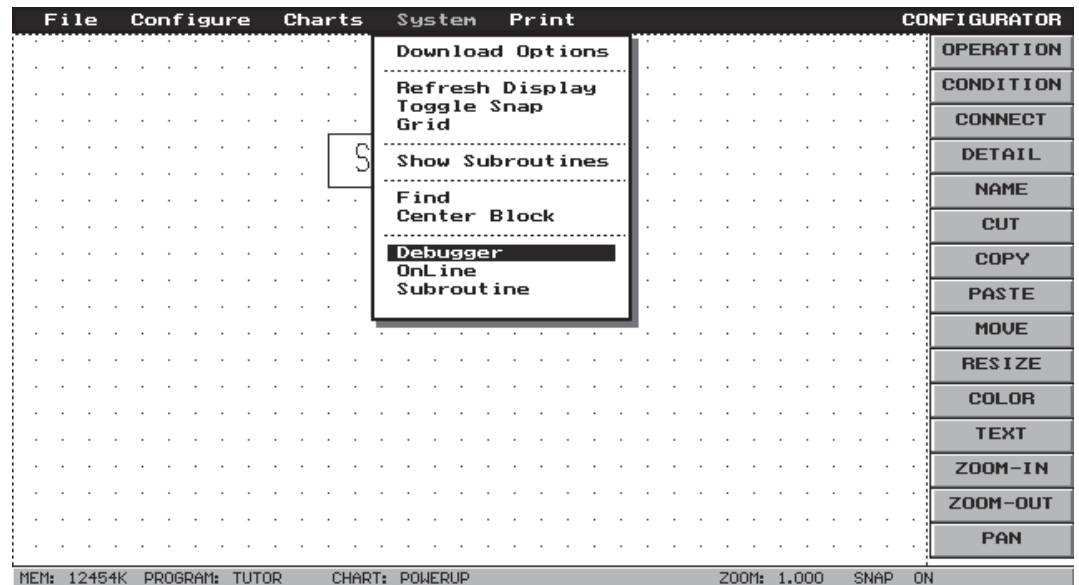 File Configure Charts System Print CONFIGURATOR
Download Options
Refresh Display
Toggle Snap
Grid
Show Subroutines
Find
Center Block
Debugger
OnLine
Subroutine
S
OPERATION
CONDITION
CONNECT
DETAIL
NAME
CUT
COPY
PASTE
MOVE
RESIZE
COLOR
TEXT
ZOOM-IN
ZOOM-OUT
PAN
MEM: 12454K PROGRAM: TUTOR CHART: POWERUP ZOOM: 1.000 SNAP ON